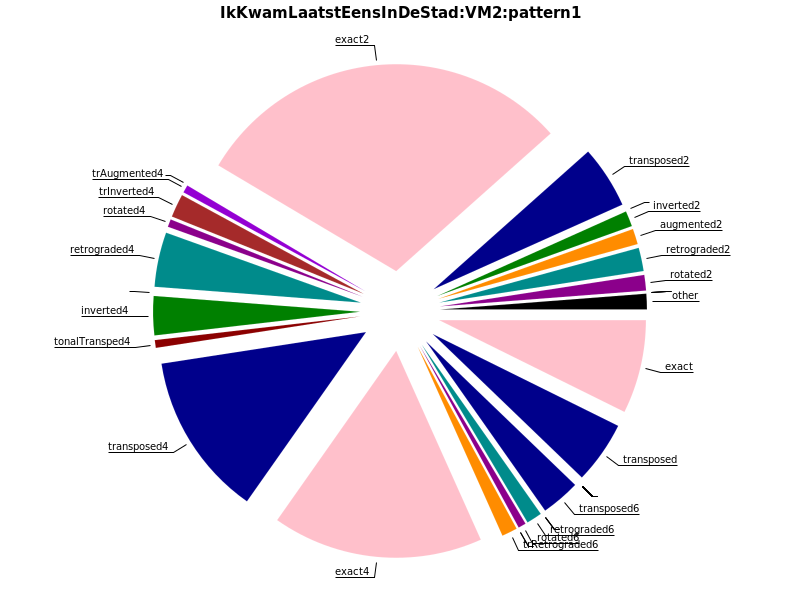 IkKwamLaatstEensInDeStad:VM2:pattern1
exact2
transposed2
trAugmented4
trInverted4
inverted2
rotated4
augmented2
retrograded4
retrograded2
rotated2
other
inverted4
tonalTransped4
exact
transposed4
transposed
transposed6
retrograded6
rotated6
trRetrograded6
exact4